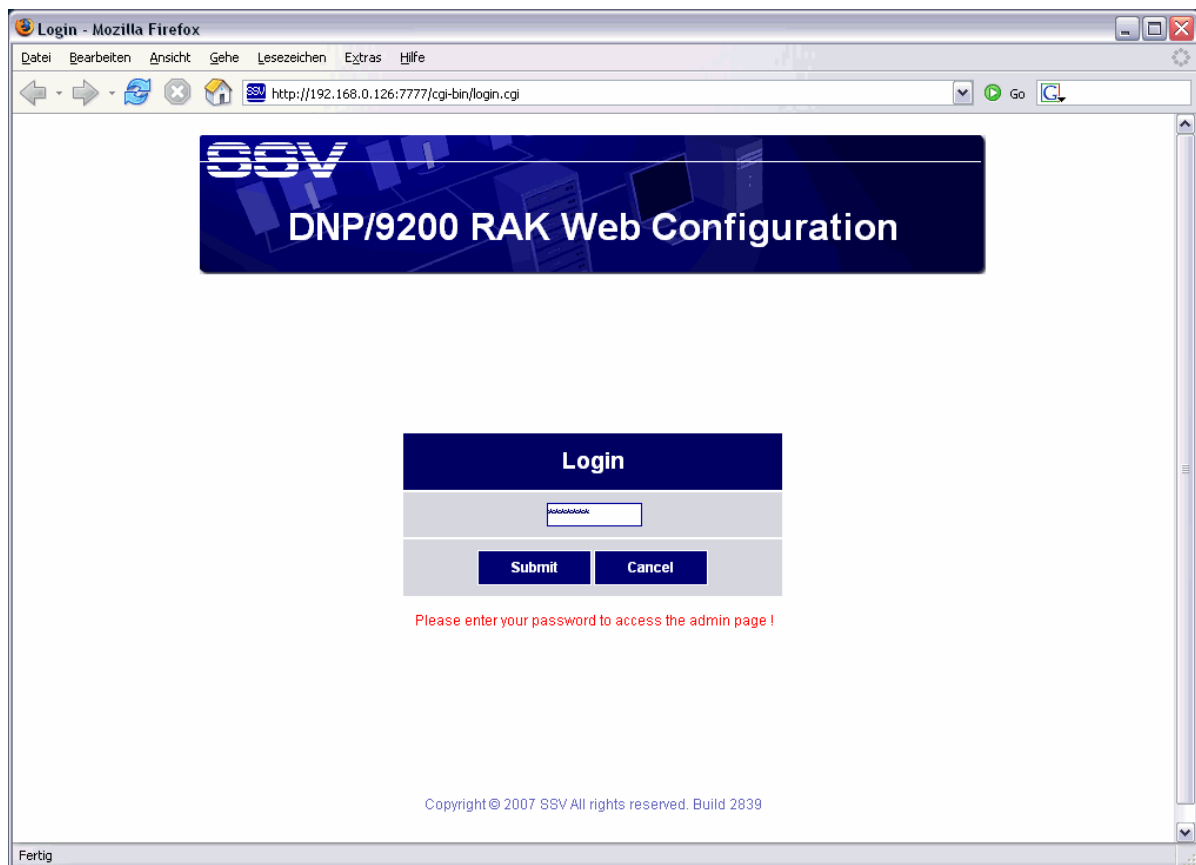 Login - Mozilla Firefox
Datei Bearbeiten Ansicht Gehe Lesezeichen Extras Hilfe
SSV http://192.168.0.126:7777/cgi-bin/login.cgi Go G
SSV
DNP/9200 RAK Web Configuration
Login
********
Submit Cancel
Please enter your password to access the admin page !
Copyright © 2007 SSV All rights reserved. Build 2839
Fertig